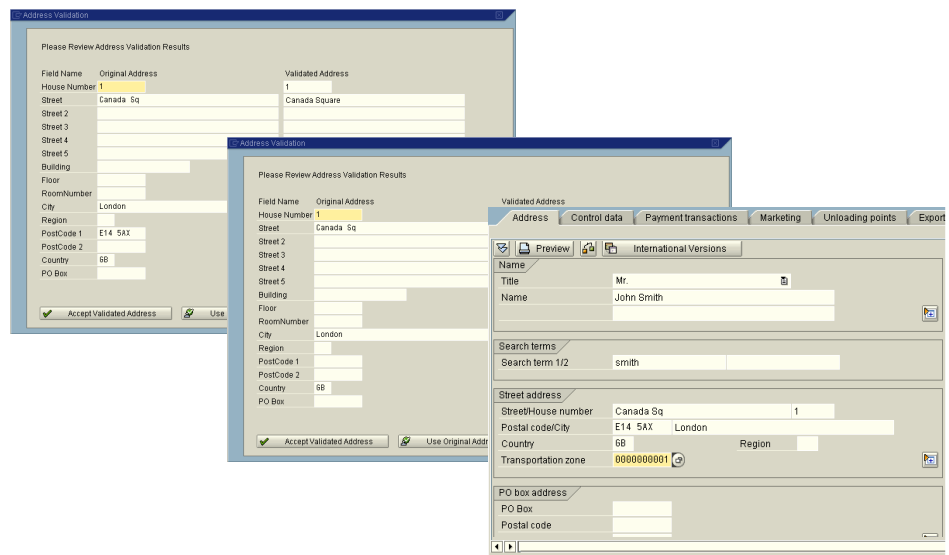 Address Validation
Please Review Address Validation Results
Field Name Original Address Validated Address
House Number 1 1
Street Canada Sq Canada Square
Street 2
Street 3
Street 4
Street 5
Building
Floor
RoomNumber
City London
Region
PostCode 1 E14 5AX
PostCode 2
Country GB
PO Box
Accept Validated Address Use
Address Validation
Please Review Address Validation Results
Field Name Original Address Validated Address
House Number 1
Street Canada Sq
Street 2
Street 3
Street 4
Street 5
Building
Floor
RoomNumber
City London
Region
PostCode 1
PostCode 2
Country GB
PO Box
Accept Validated Address Use Original Addr
Address Control data Payment transactions Marketing Unloading points Export
Preview International Versions
Name
Title Mr.
Name John Smith
Search terms
Search term 1/2 smith
Street address
Street/House number Canada Sq 1
Postal code/City E14 5AX London
Country GB Region
Transportation zone 0000000001
PO box address
PO Box
Postal code